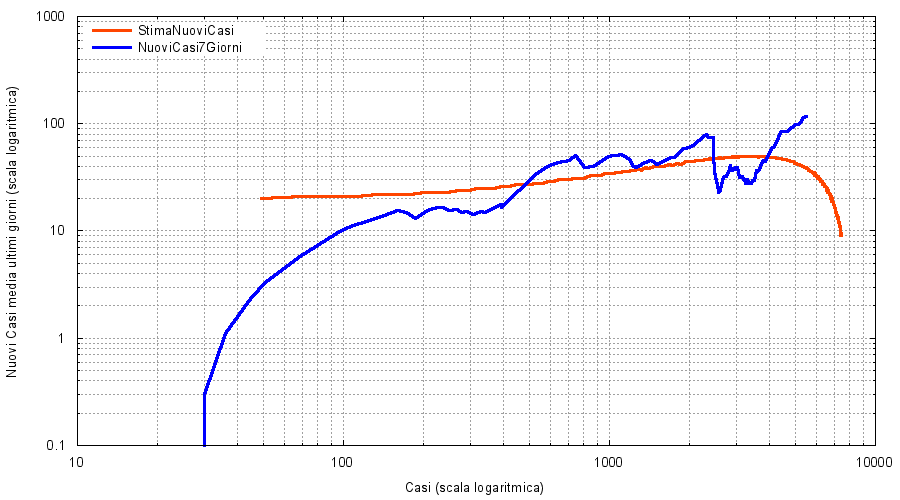 1000
100
10
1
0.1
StimaNuoviCasi
NuoviCasi7Giorni
Nuovi Casi media ultimi giorni (scala logaritmica)
10
100
1000
10000
Casi (scala logaritmica)